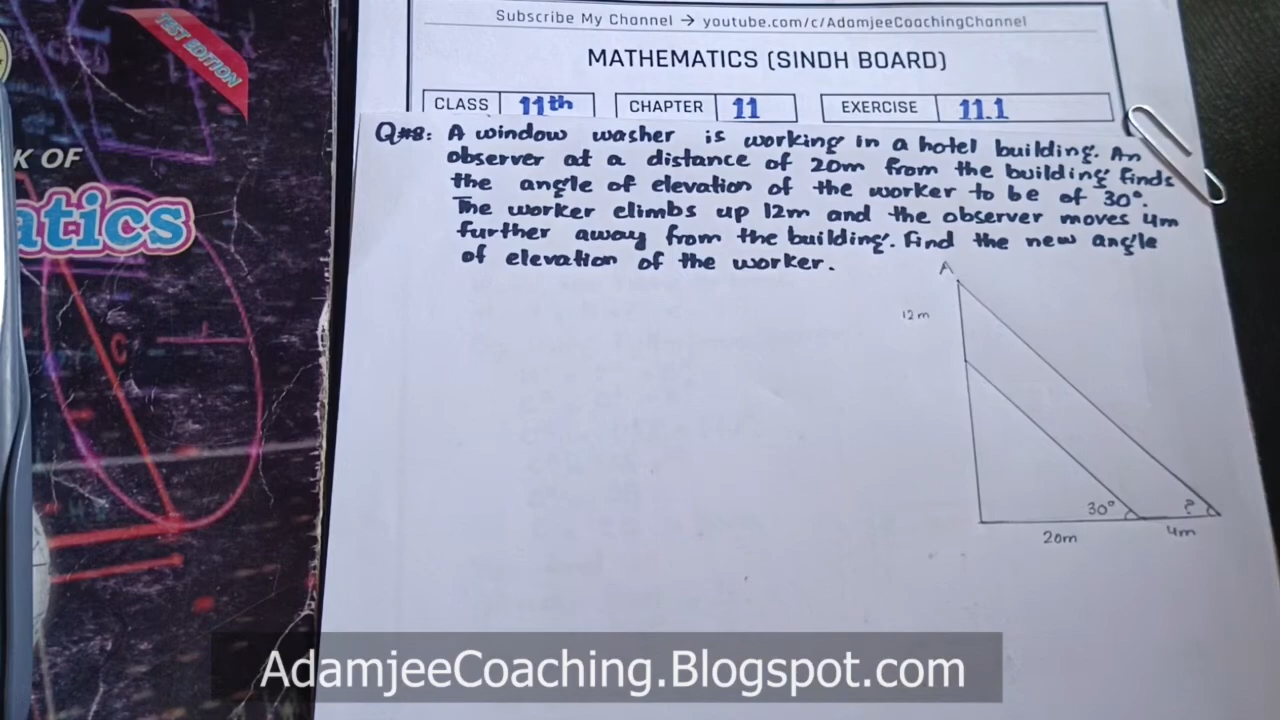 Subscribe My Channel → youtube.com/c/AdamjeeCoachingChannel
MATHEMATICS (SINDH BOARD)
CLASS 11th CHAPTER 11 EXERCISE 11.1
TEST EDITION
K OF
atics
Q#8: A window washer is working in a hotel building. An
observer at a distance of 20m from the building finds
the angle of elevation of the worker to be of 30°.
The worker climbs up 12m and the observer moves 4m
further away from the building. Find the new angle
of elevation of the worker.
A
12m
30° ?
20m 4m
C
AdamjeeCoaching.Blogspot.com